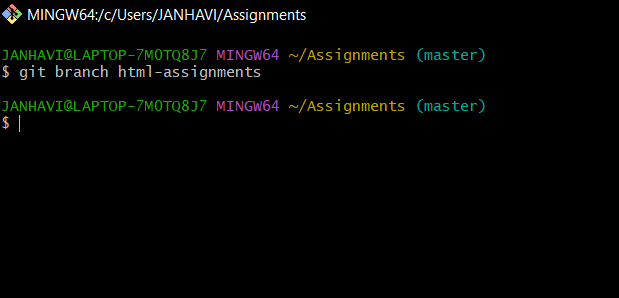 MINGW64:/c/Users/JANHAVI/Assignments
JANHAVI@LAPTOP-7M0TQ8J7 MINGW64 ~/Assignments (master)
$ git branch html-assignments
JANHAVI@LAPTOP-7M0TQ8J7 MINGW64 ~/Assignments (master)
$